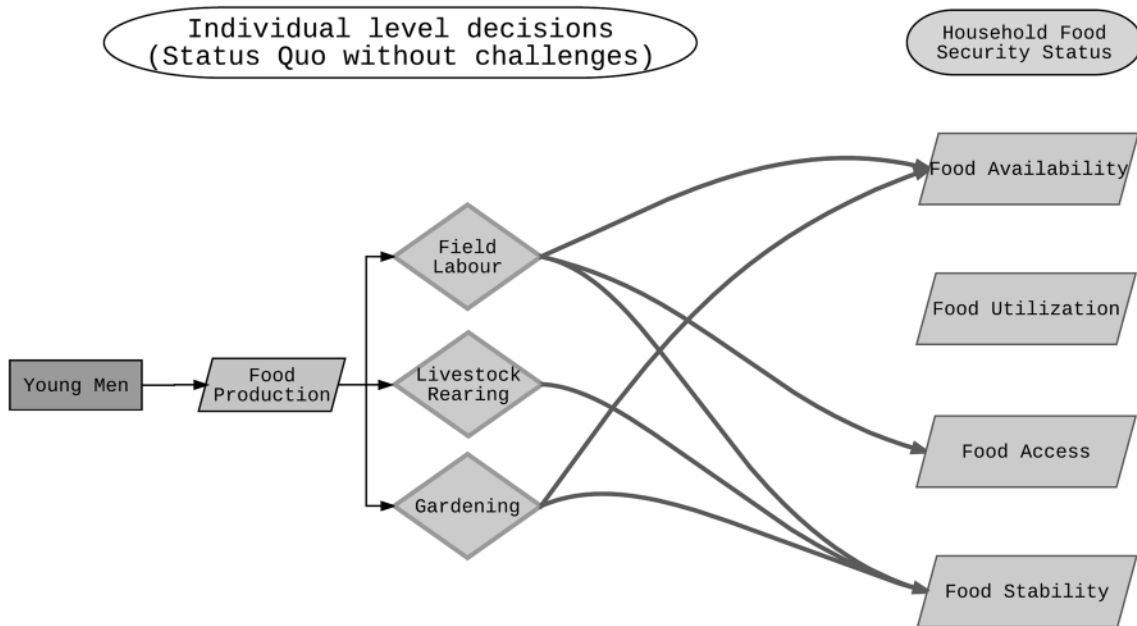 Individual level decisions
(Status Quo without challenges)
Household Food
Security Status
Food Availability
Field
Labour
Food Utilization
Young Men
Food
Production
Livestock
Rearing
Food Access
Gardening
Food Stability